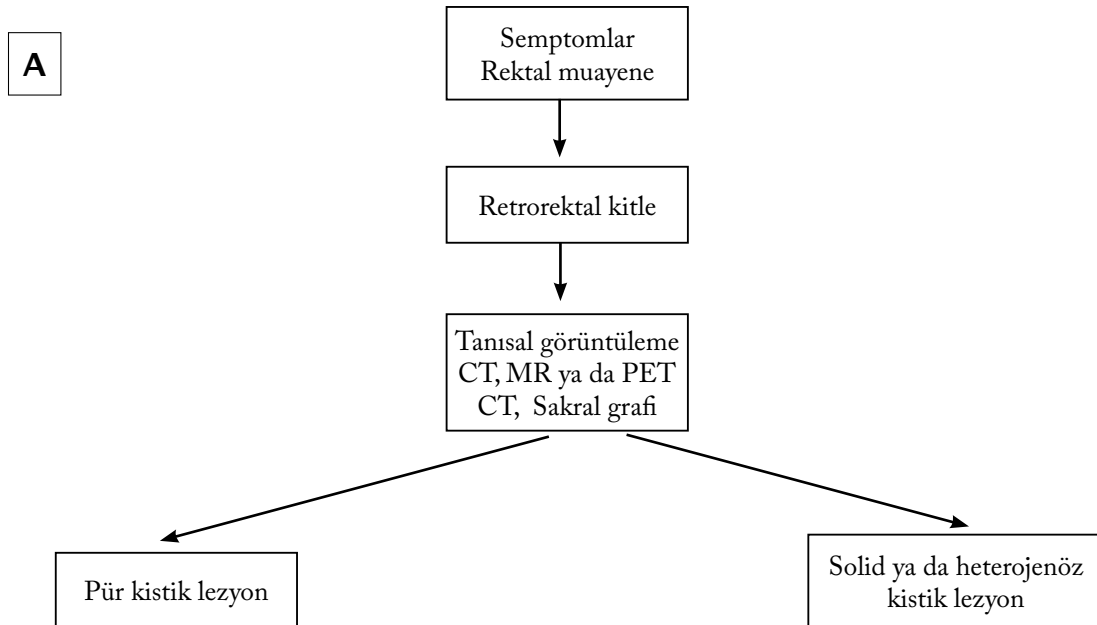 A
Semptomlar
Rektal muayene
Retrorektal kitle
Tanısal görüntüleme
CT, MR ya da PET
CT, Sakral grafi
Pür kistik lezyon
Solid ya da heterojenöz
kistik lezyon